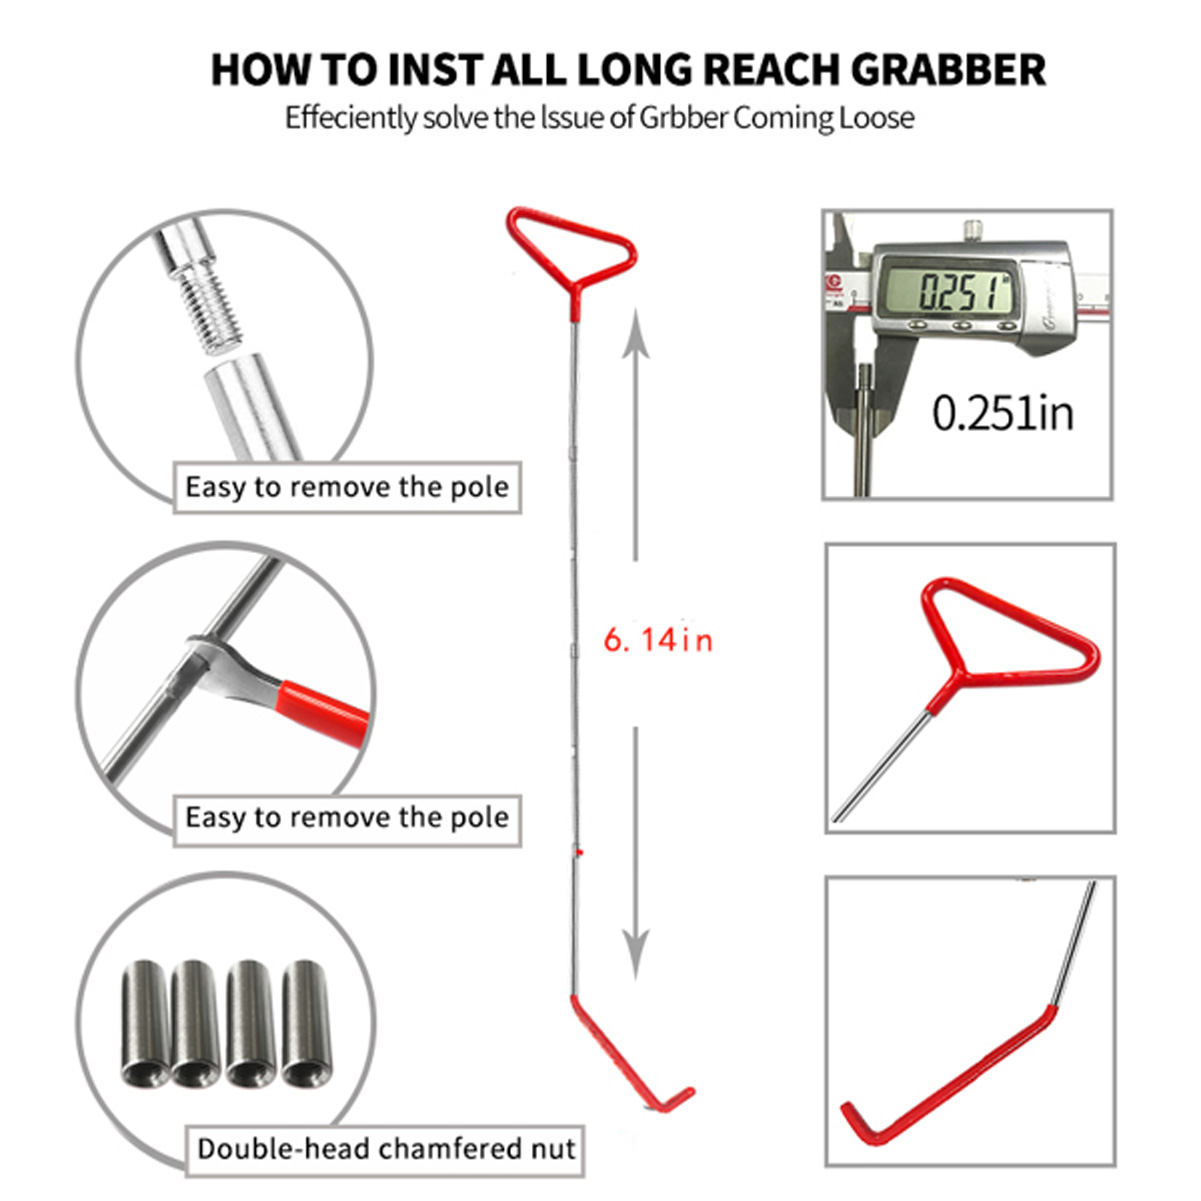 HOW TO INST ALL LONG REACH GRABBER
Effeciently solve the lssue of Grbber Coming Loose
Easy to remove the pole
0.251
0.251in
6.14in
Easy to remove the pole
Double-head chamfered nut